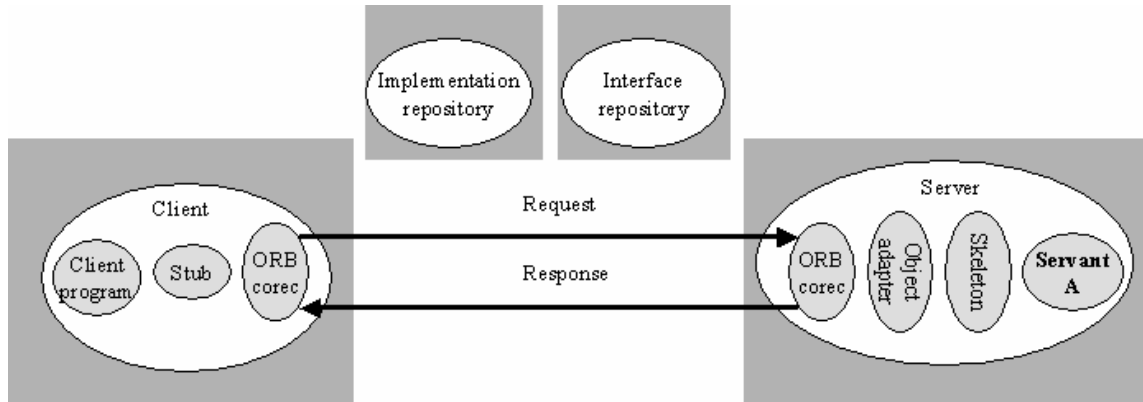 Implementation
repository
Interface
repository
Client
Client
program
Stub
ORB
corec
Request
Response
Server
ORB
corec
Object
adapter
Skeleton
Servant
A